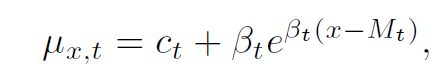 μ_{x,t} = c_t + β_t e^{β_t(x−M_t)},